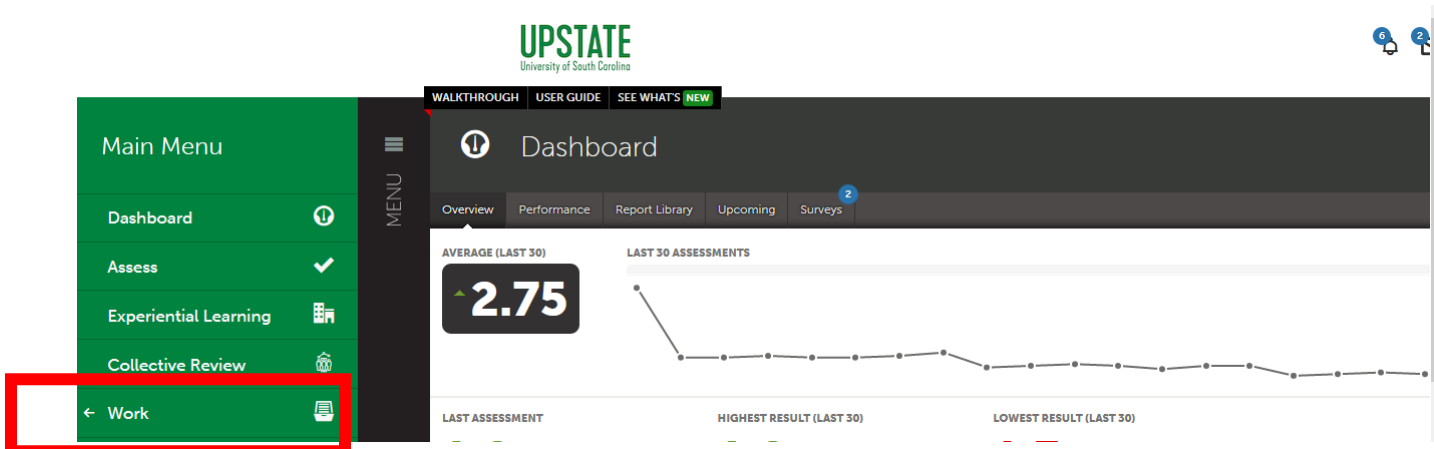 UPSTATE
University of South Carolina
6
2
WALKTHROUGH USER GUIDE SEE WHAT'S NEW
Main Menu
MENU
Dashboard
Overview Performance Report Library Upcoming Surveys 2
Dashboard
Assess
Experiential Learning
Collective Review
← Work
AVERAGE (LAST 30)
2.75
LAST 30 ASSESSMENTS
LAST ASSESSMENT
HIGHEST RESULT (LAST 30)
LOWEST RESULT (LAST 30)